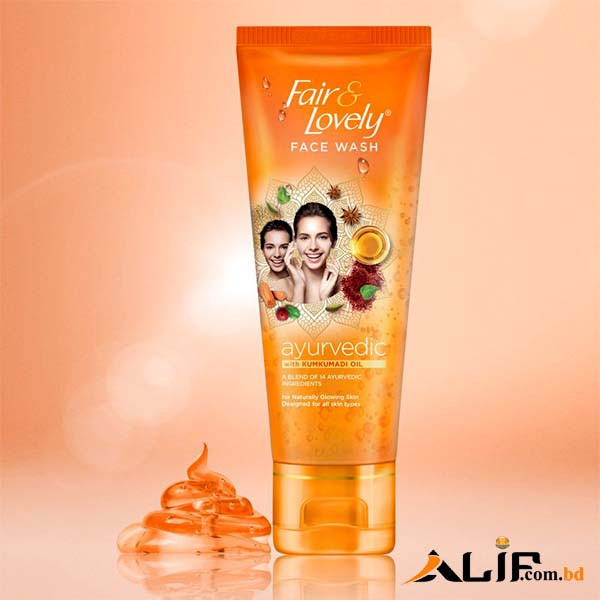 Fair &
Lovely®
FACE WASH
ayurvedic
with KUMKUMADI OIL
A BLEND OF 14 AYURVEDIC
INGREDIENTS
For Naturally Glowing Skin
Designed for all skin types
ALIF.com.bd